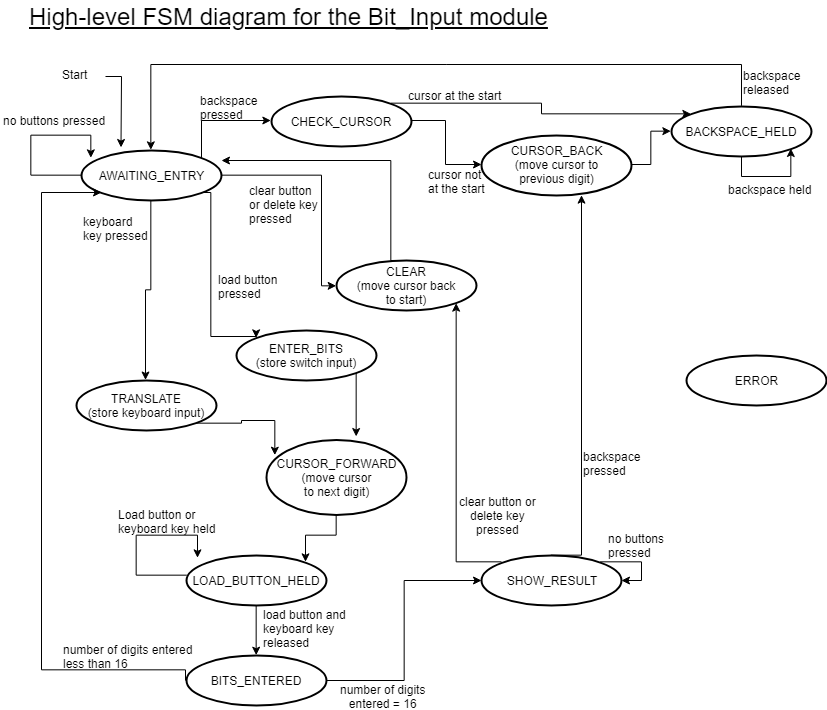 High-level FSM diagram for the Bit_Input module
Start
backspace
released
no buttons pressed
backspace
pressed
CHECK_CURSOR
cursor at the start
BACKSPACE_HELD
CURSOR_BACK
(move cursor to
previous digit)
AWAITING_ENTRY
cursor not
at the start
backspace held
clear button
or delete key
pressed
keyboard
key pressed
load button
pressed
CLEAR
(move cursor back
to start)
ENTER_BITS
(store switch input)
ERROR
TRANSLATE
(store keyboard input)
CURSOR_FORWARD
(move cursor
to next digit)
backspace
pressed
clear button or
delete key
pressed
Load button or
keyboard key held
no buttons
pressed
LOAD_BUTTON_HELD
SHOW_RESULT
load button and
keyboard key
released
number of digits entered
less than 16
BITS_ENTERED
number of digits
entered = 16